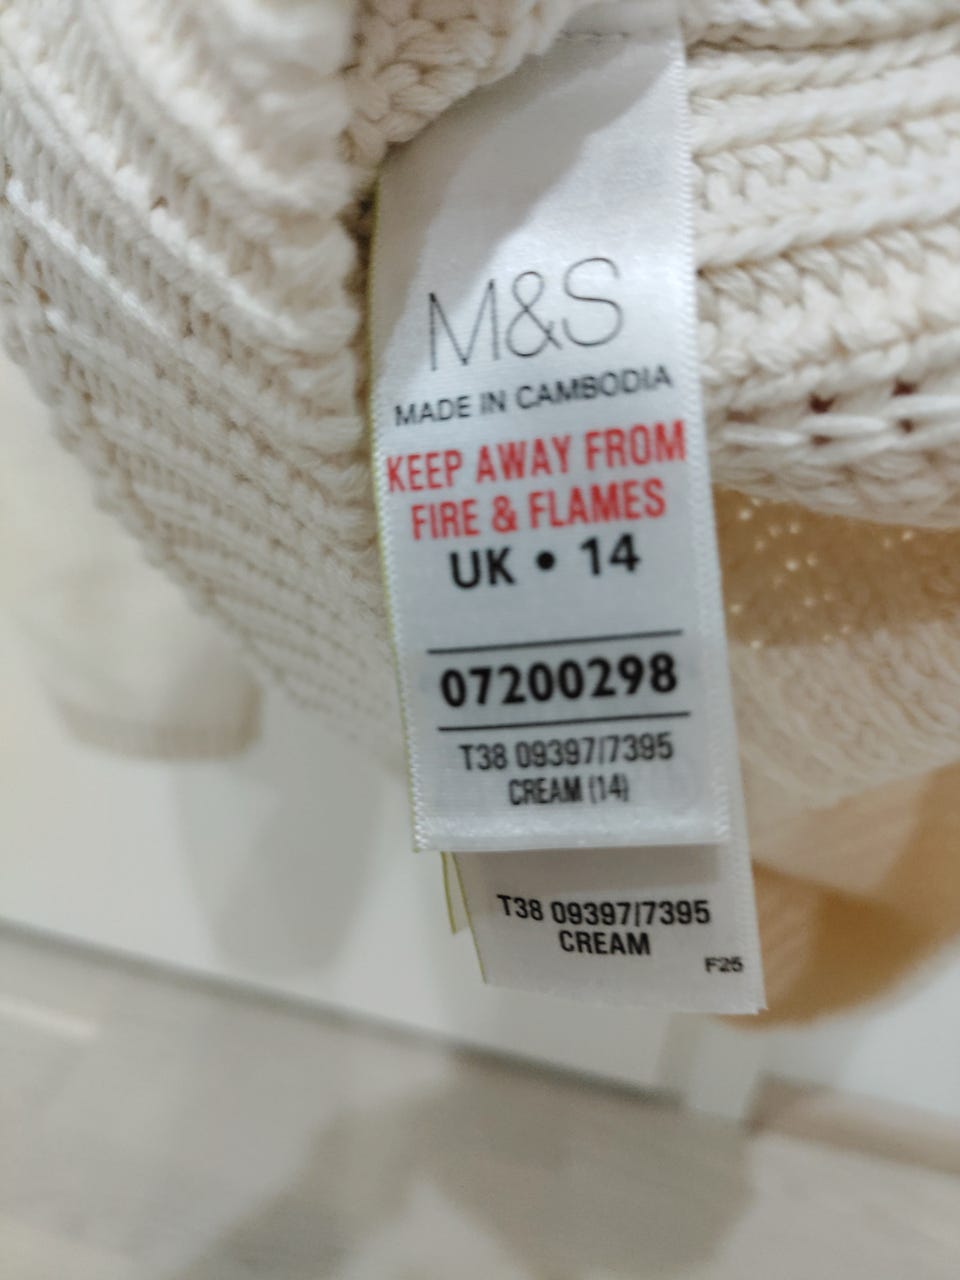 M&S
MADE IN CAMBODIA
KEEP AWAY FROM
FIRE & FLAMES
UK • 14
07200298
T38 09397/7395
CREAM (14)
T38 09397/7395
CREAM
F25